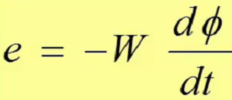 e = −W dϕ/dt